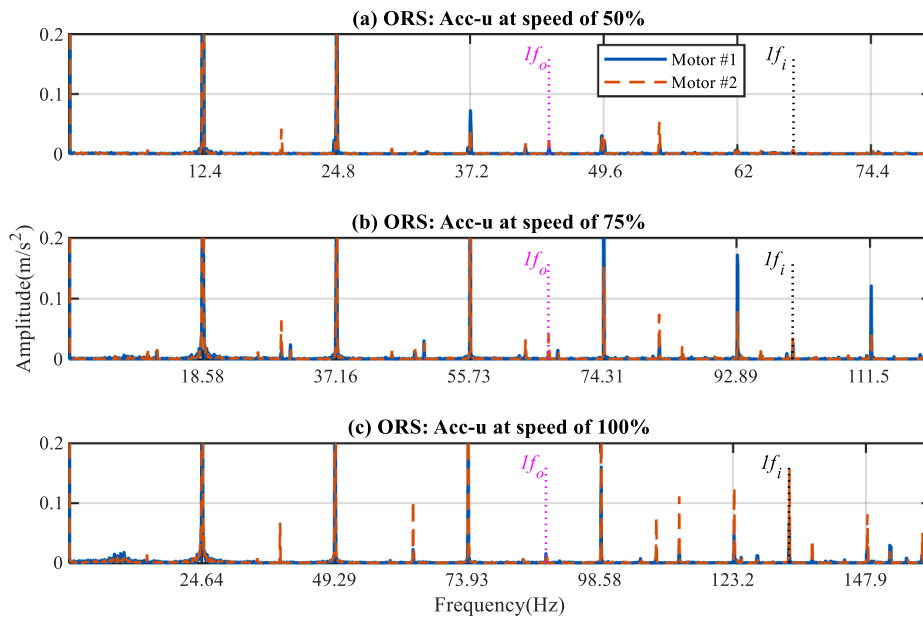 (a) ORS: Acc-u at speed of 50%
0.2
0.1
0
1f_o
Motor #1
Motor #2
1f_i
12.4 24.8 37.2 49.6 62 74.4
(b) ORS: Acc-u at speed of 75%
0.2
0.1
0
1f_o
1f_i
18.58 37.16 55.73 74.31 92.89 111.5
Amplitude(m/s²)
(c) ORS: Acc-u at speed of 100%
0.2
0.1
0
1f_o
1f_i
24.64 49.29 73.93 98.58 123.2 147.9
Frequency(Hz)